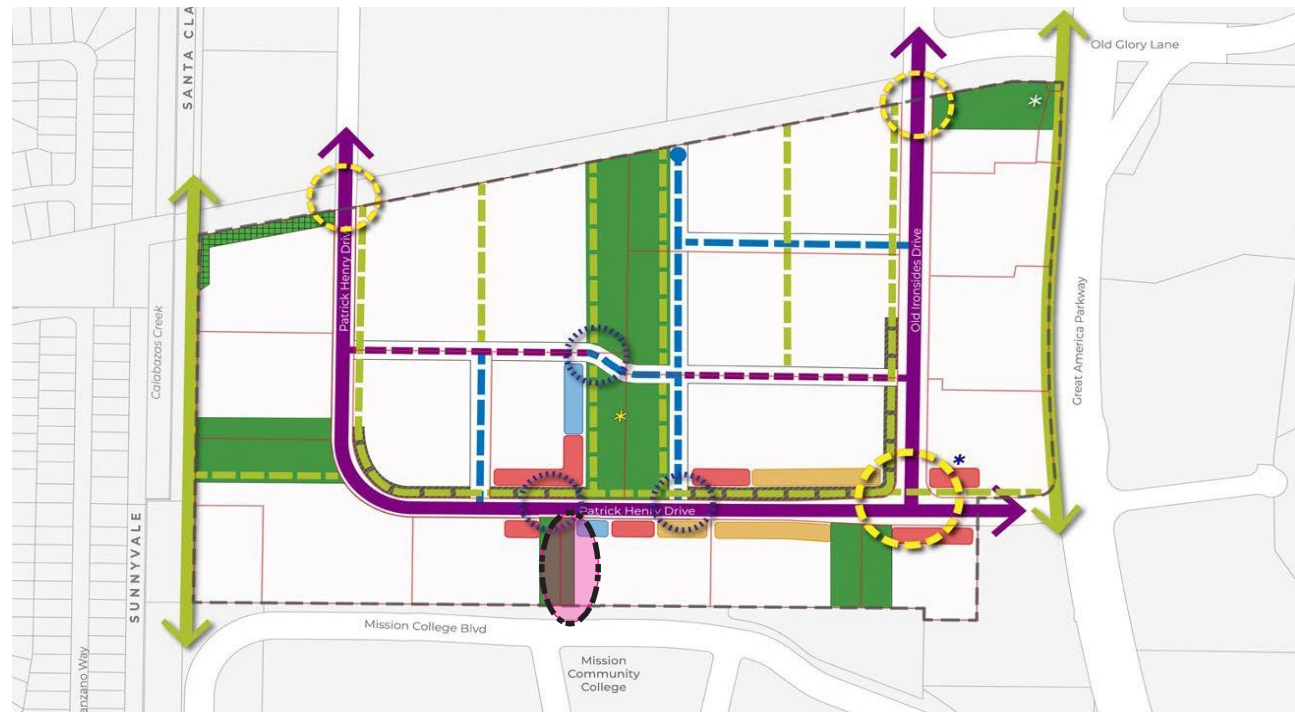 SANTA CLA
Old Glory Lane
Patrick Henry Drive
Old Ironsides Drive
Calabazas Creek
Great America Parkway
*
*
*
Patrick Henry Drive
SUNNYVALE
Mission College Blvd
Mission
Community
College
anzano Way